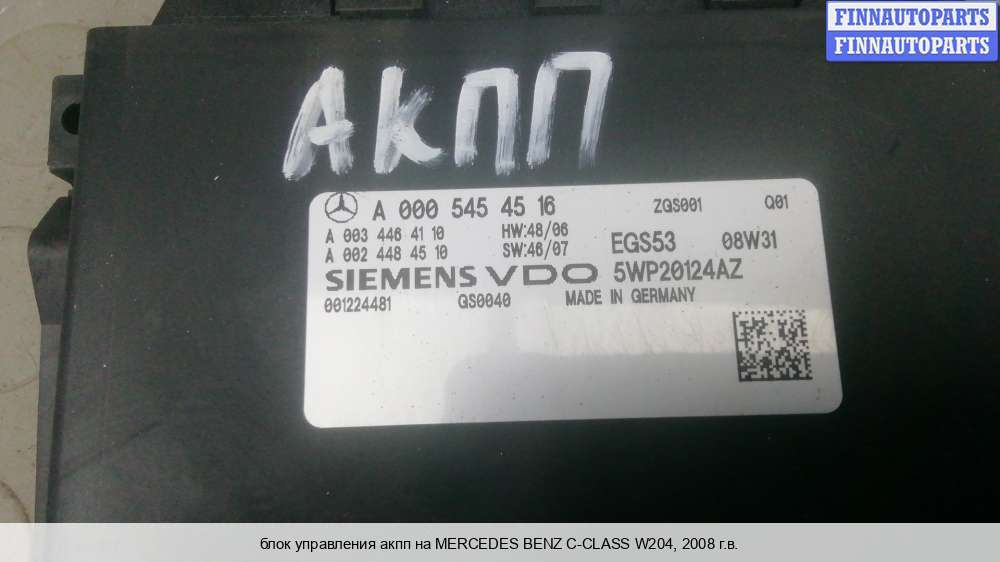 FINNAUTOPARTS
FINNAUTOPARTS
АКПП
A 000 545 45 16 ZGS001 Q01
A 003 446 41 10 HW:48/06
A 002 448 45 10 SW:46/07 EGS53 08W31
SIEMENS VDO 5WP20124AZ
001224481 QS0040 MADE IN GERMANY
блок управления акпп на MERCEDES BENZ C-CLASS W204, 2008 г.в.